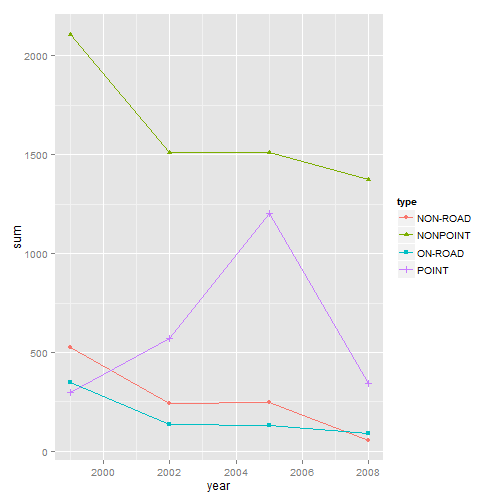 2000
1500
1000
500
0
sum
2000
2002
2004
2006
2008
year
type
NON-ROAD
NONPOINT
ON-ROAD
POINT